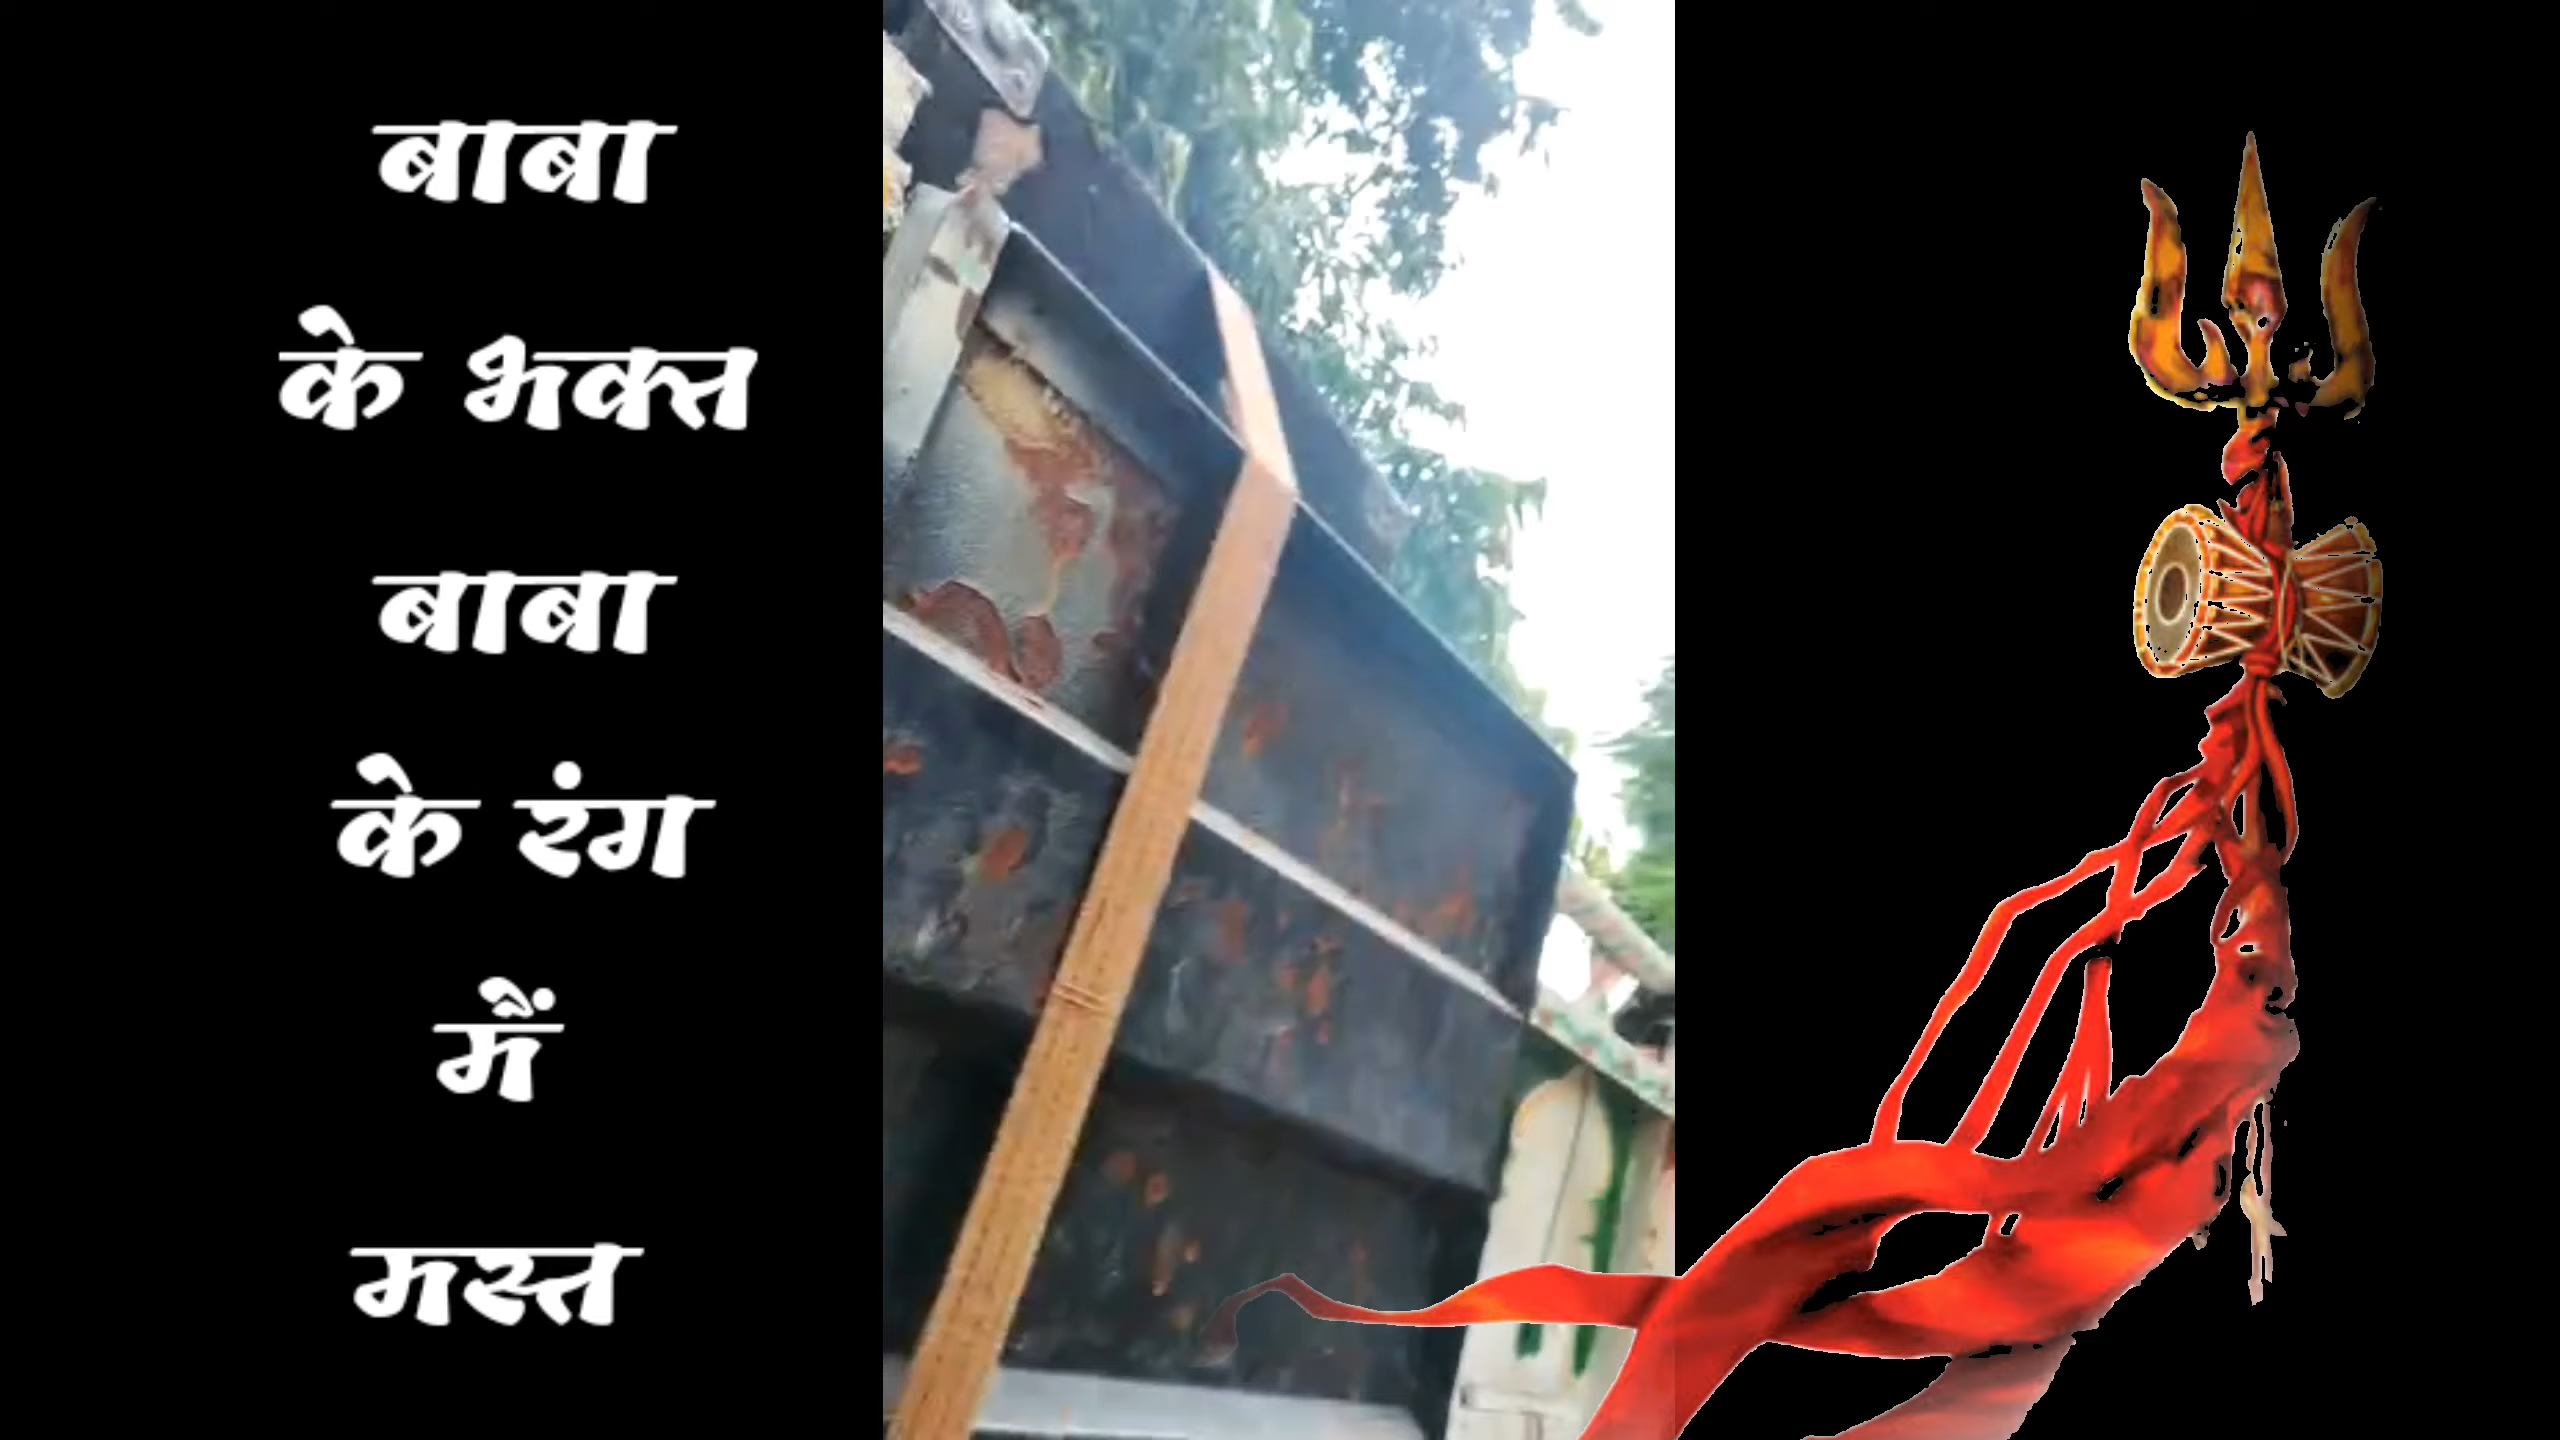 बाबा
के भक्त
बाबा
के रंग
मैं
मस्त